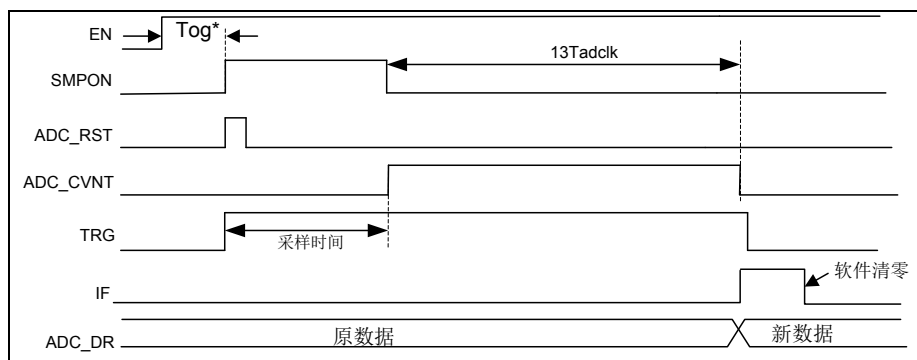 EN
Tog*
13Tadclk
SMPON
ADC_RST
ADC_CVNT
TRG
采样时间
软件清零
IF
原数据
新数据
ADC_DR